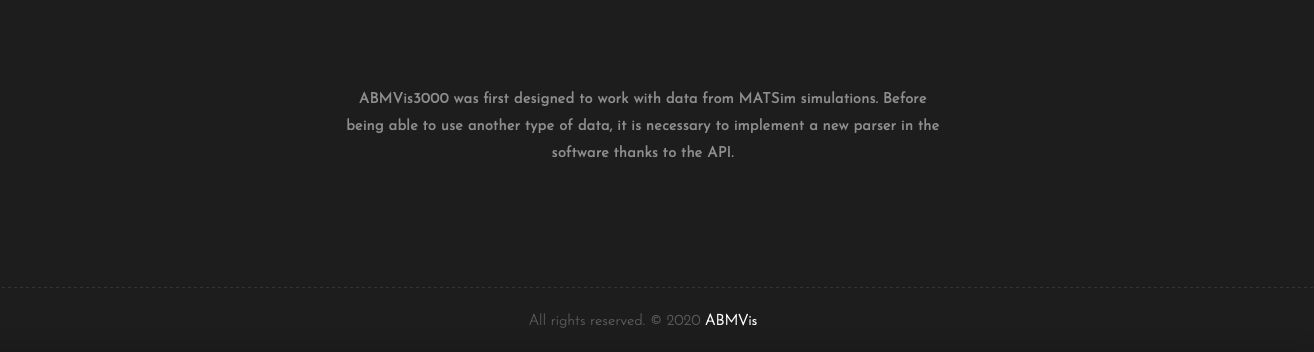 ABMVis3000 was first designed to work with data from MATSim simulations. Before
being able to use another type of data, it is necessary to implement a new parser in the
software thanks to the API.
All rights reserved. © 2020 ABMVis